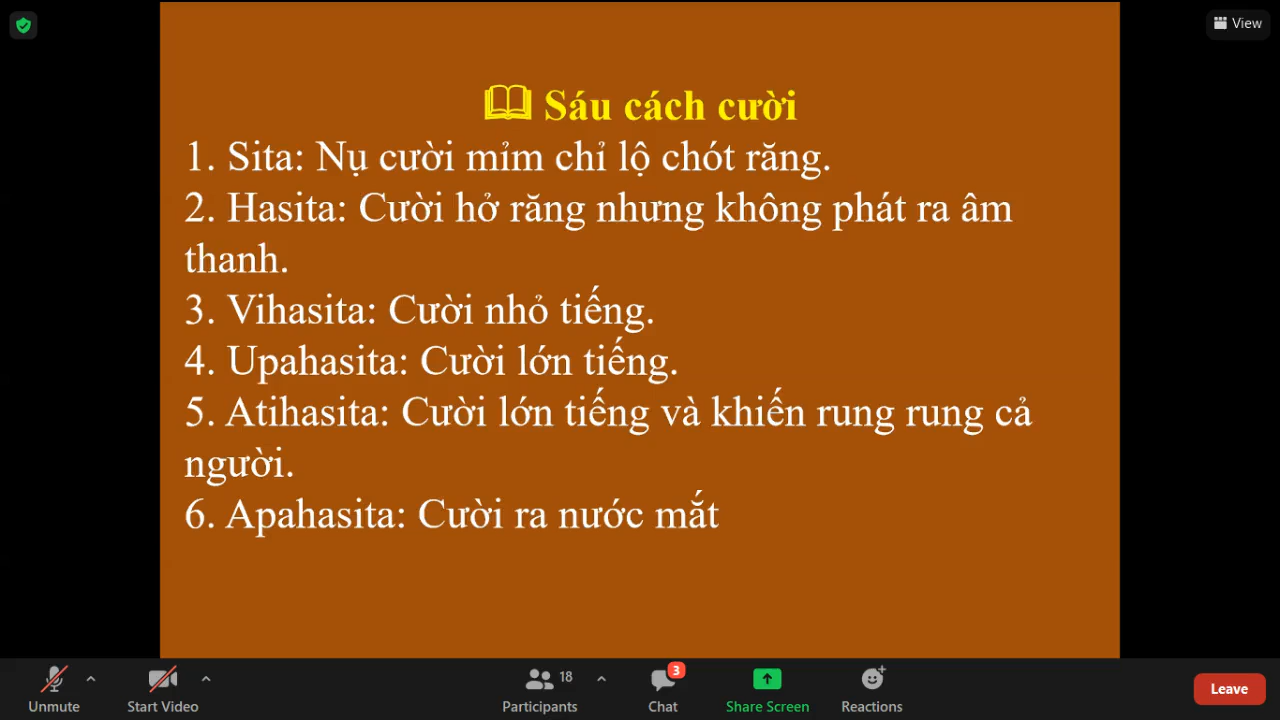 View
Sáu cách cười
1. Sita: Nụ cười mỉm chỉ lộ chót răng.
2. Hasita: Cười hở răng nhưng không phát ra âm
thanh.
3. Vihasita: Cười nhỏ tiếng.
4. Upahasita: Cười lớn tiếng.
5. Atihasita: Cười lớn tiếng và khiến rung rung cả
người.
6. Apahasita: Cười ra nước mắt
18
3
Unmute
Start Video
Participants
Chat
Share Screen
Reactions
Leave